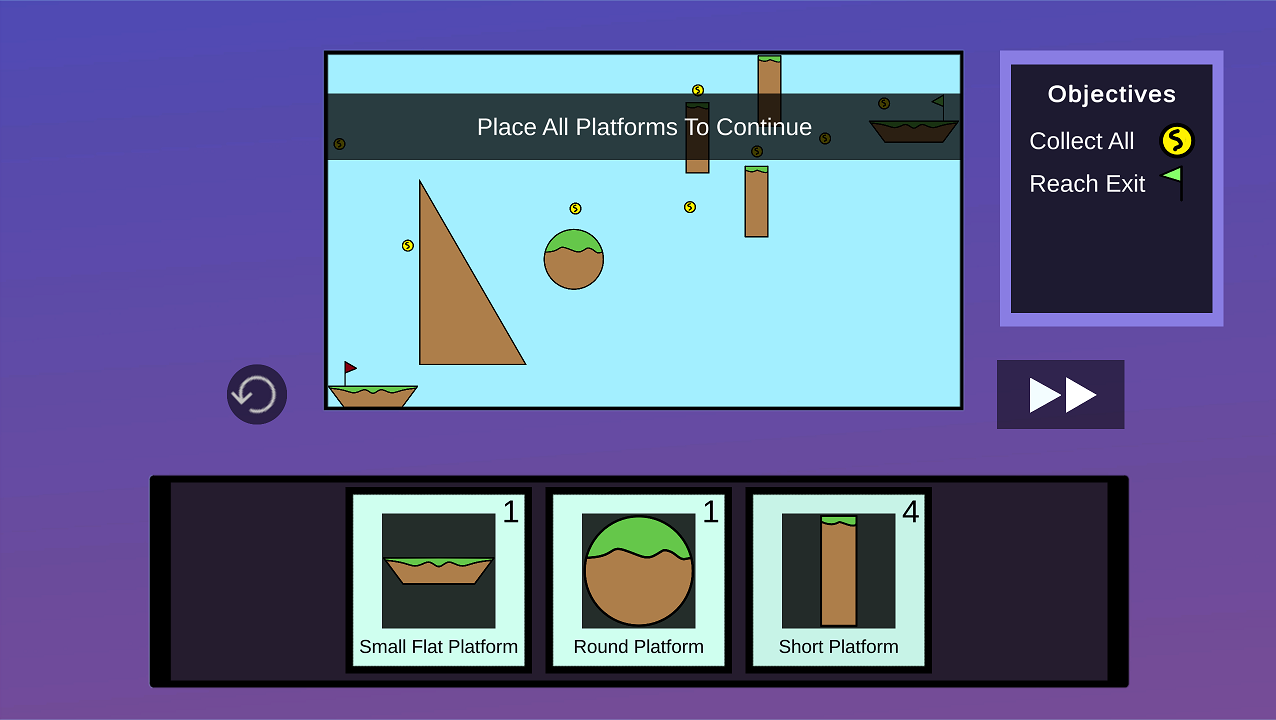 Place All Platforms To Continue
Objectives
Collect All
Reach Exit
1
Small Flat Platform
1
Round Platform
4
Short Platform